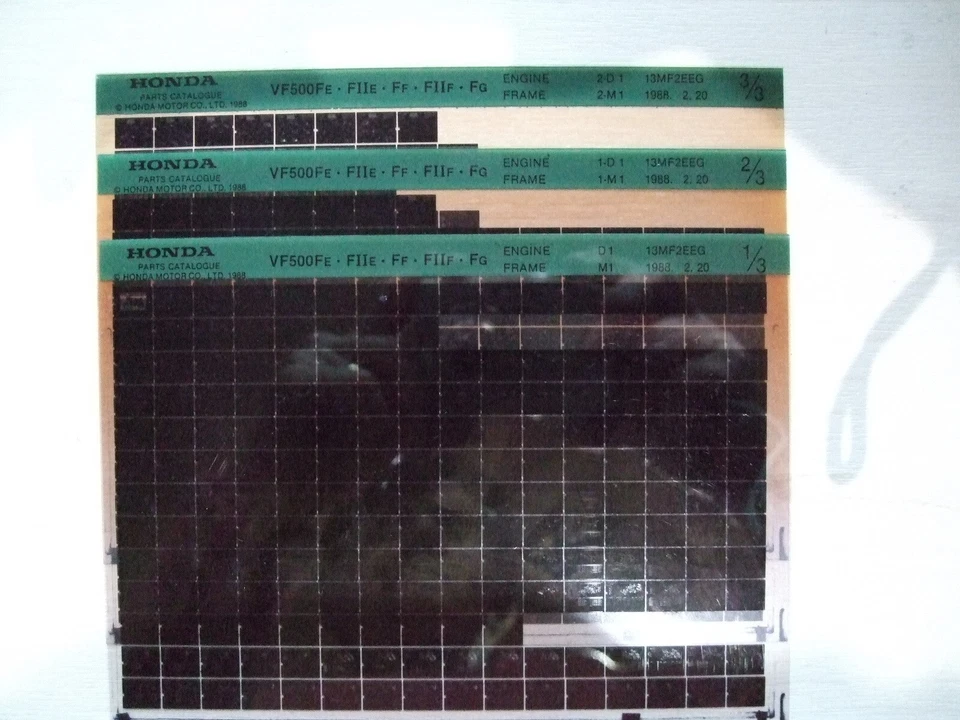 HONDA
PARTS CATALOGUE
© HONDA MOTOR CO., LTD. 1988
VF500FE · FIIE · FF · FIIF · FG
ENGINE 2-D 1 13MF2EEG
FRAME 2-M 1 1988. 2. 20
3/3
HONDA
PARTS CATALOGUE
© HONDA MOTOR CO., LTD. 1988
VF500FE · FIIE · FF · FIIF · FG
ENGINE 1-D 1 13MF2EEG
FRAME 1-M 1 1988. 2. 20
2/3
HONDA
PARTS CATALOGUE
© HONDA MOTOR CO., LTD. 1988
VF500FE · FIIE · FF · FIIF · FG
ENGINE D 1 13MF2EEG
FRAME M1 1988. 2. 20
1/3